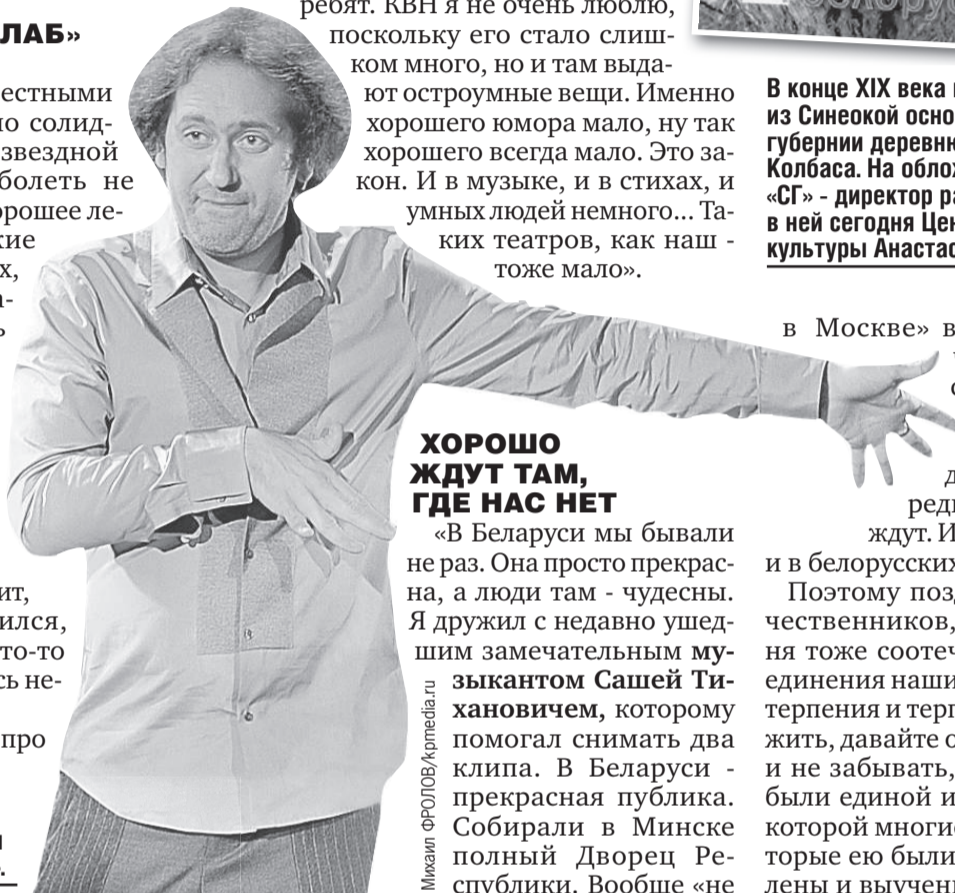 ЛАБ»
естными
о солид-
звездной
болеть не
орошее ле-
кие
х,
а-
ь
ит,
ился,
то-то
сь не-
про
ребят. КВН я не очень люблю,
поскольку его стало слиш-
ком много, но и там выда-
ют остроумные вещи. Именно
хорошего юмора мало, ну так
хорошего всегда мало. Это за-
кон. И в музыке, и в стихах, и
умных людей немного... Та-
ких театров, как наш -
тоже мало».
ХОРОШО
ЖДУТ ТАМ,
ГДЕ НАС НЕТ
«В Беларуси мы бывали
не раз. Она просто прекрас-
на, а люди там - чудесны.
Я дружил с недавно ушед-
шим замечательным му-
зыкантом Сашей Ти-
хановичем, которому
помогал снимать два
клипа. В Беларуси -
прекрасная публика.
Собирали в Минске
полный Дворец Ре-
спублики. Вообще «не
Михаил ФРОЛОВ/kpmedia.ru
В конце XIX века
из Синеокой осно
губернии деревню
Колбаса. На облож
«СГ» - директор ра
в ней сегодня Цен
культуры Анастас
в Москве» в
д
ред
ждут. И
и в белорусских
Поэтому позд
чественников,
ня тоже соотеч
единения наши
терпения и терп
жить, давайте о
и не забывать,
были единой и
которой многи
торые ею были
лены и выучен